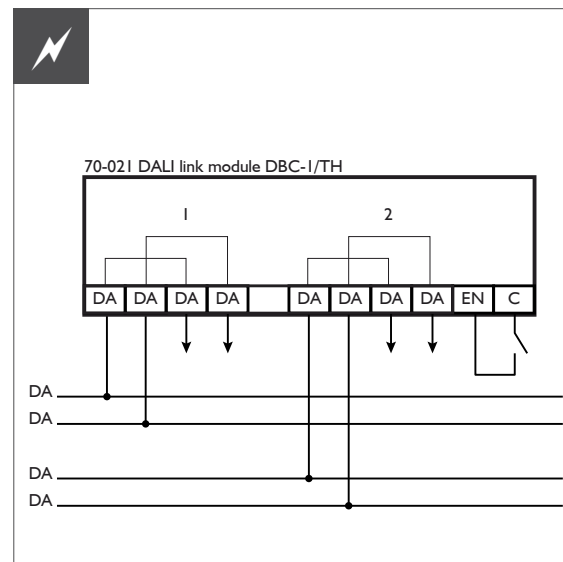 70-021 DALI link module DBC-1/TH
1 2
DA DA DA DA DA DA DA DA EN C
DA
DA
DA
DA